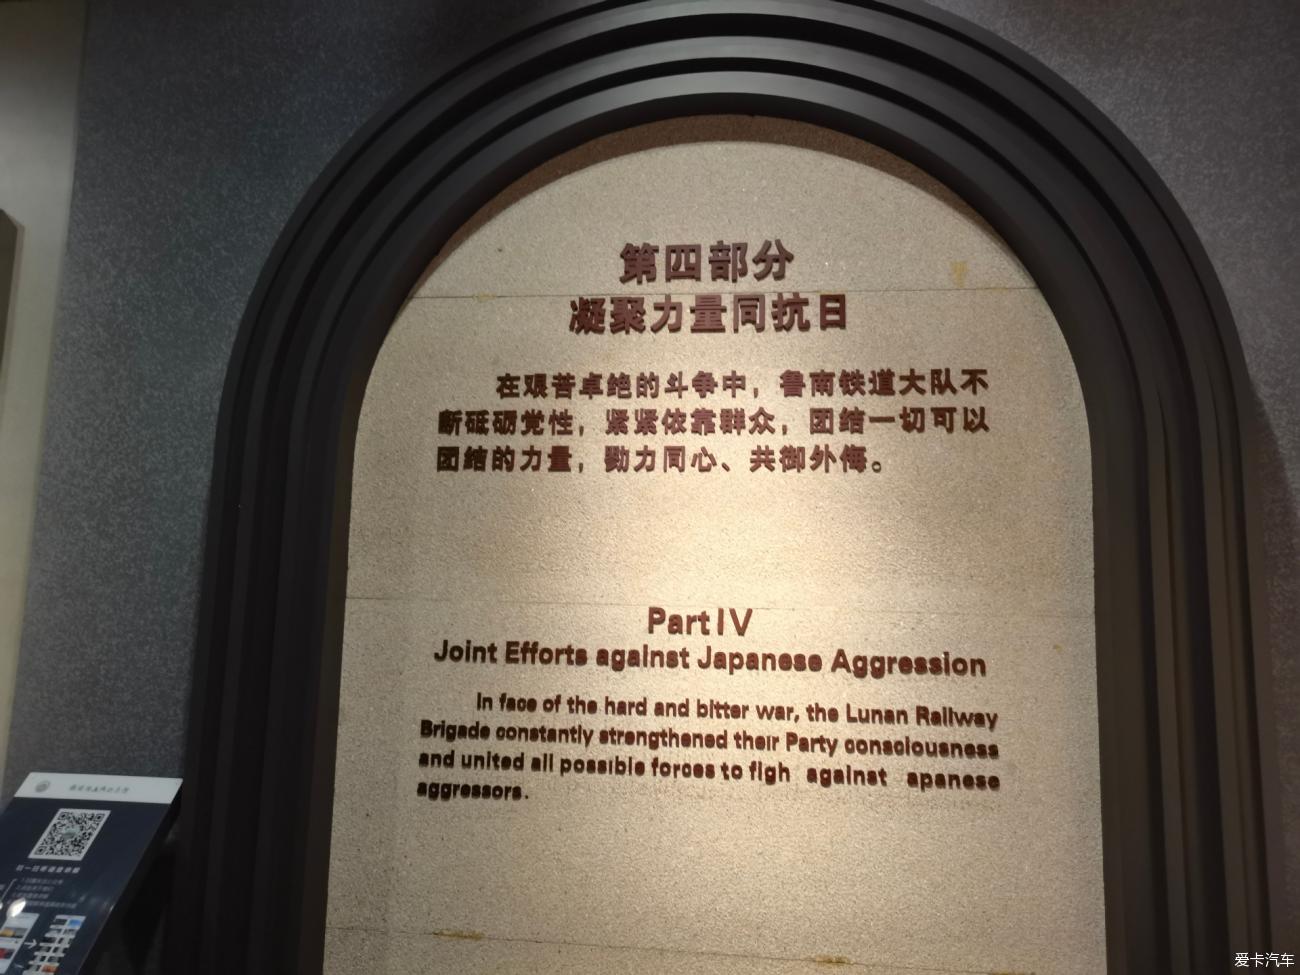 第四部分
凝聚力量同抗日
在艰苦卓绝的斗争中，鲁南铁道大队不
断砥砺党性，紧紧依靠群众，团结一切可以
团结的力量，勠力同心、共御外侮。
Part IV
Joint Efforts against Japanese Aggression
In face of the hard and bitter war, the Lunan Railway
Brigade constantly strengthened their Party consciousness
and united all possible forces to figh against apanese
aggressors.
爱卡汽车